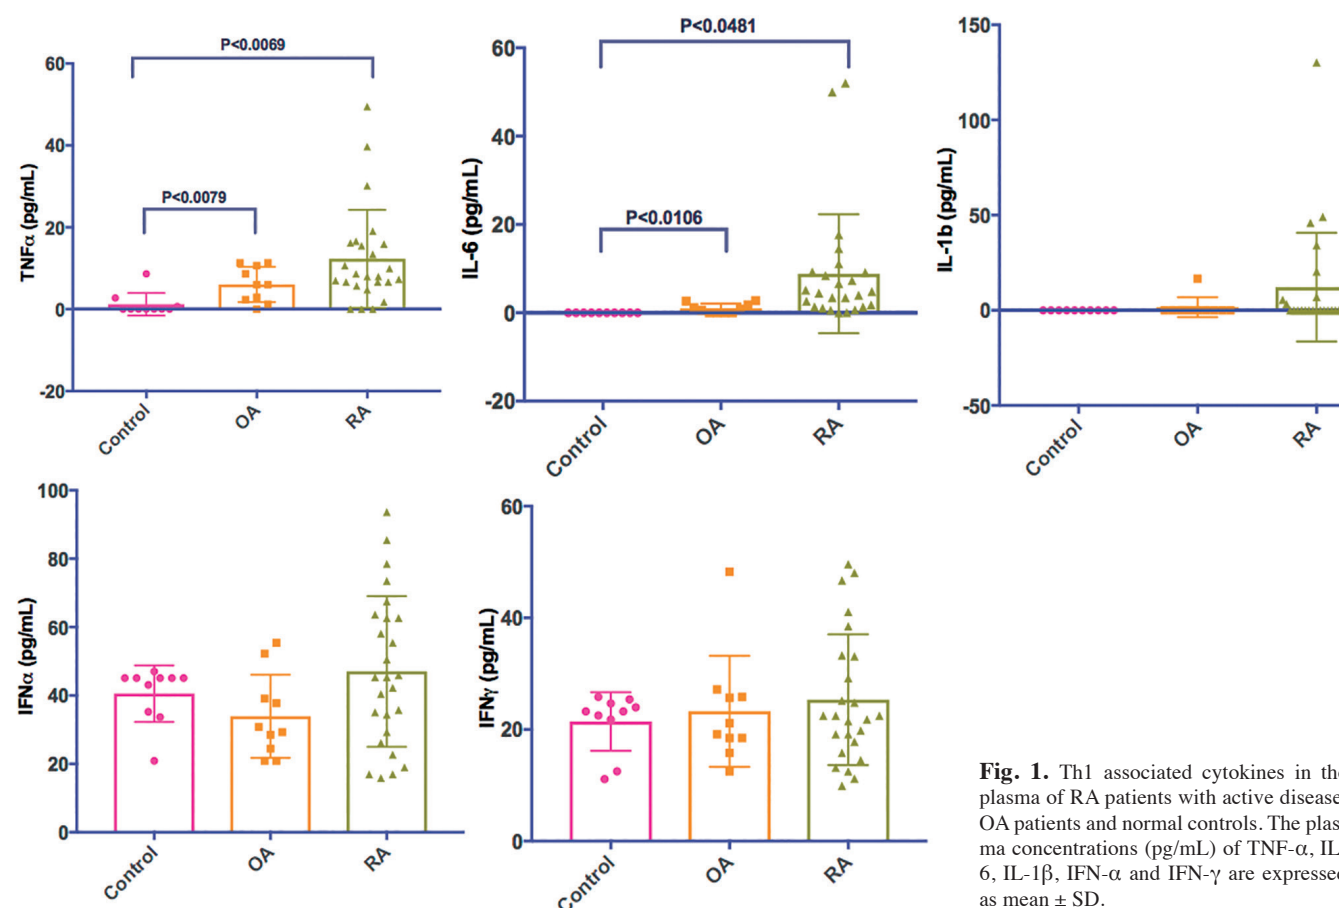 P<0.0069
P<0.0079
TNFα (pg/mL)
60
40
20
0
-20
Control
OA
RA
P<0.0481
P<0.0106
IL-6 (pg/mL)
60
40
20
0
-20
Control
OA
RA
IL-1b (pg/mL)
150
100
50
0
-50
Control
OA
RA
IFNα (pg/mL)
100
80
60
40
20
0
Control
OA
RA
IFNγ (pg/mL)
60
40
20
0
Control
OA
RA
Fig. 1. Th1 associated cytokines in the
plasma of RA patients with active disease
OA patients and normal controls. The plas
ma concentrations (pg/mL) of TNF-α, IL
6, IL-1β, IFN-α and IFN-γ are expressed
as mean ± SD.